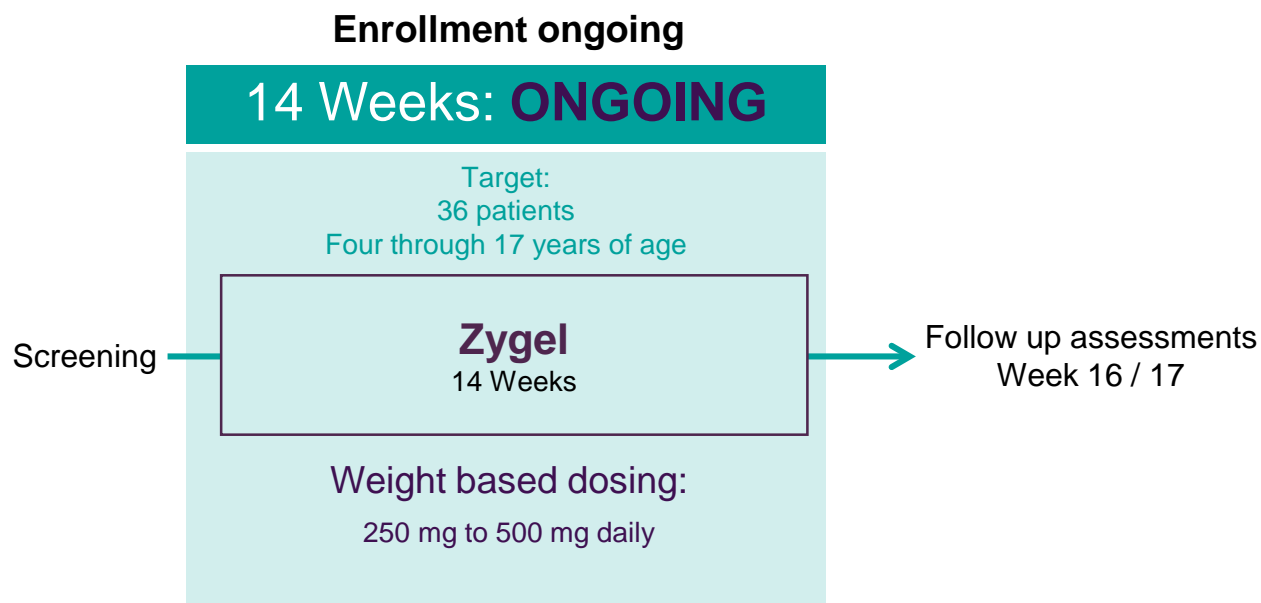 Enrollment ongoing
14 Weeks: ONGOING
Target:
36 patients
Four through 17 years of age
Screening
Zygel
14 Weeks
Follow up assessments
Week 16 / 17
Weight based dosing:
250 mg to 500 mg daily